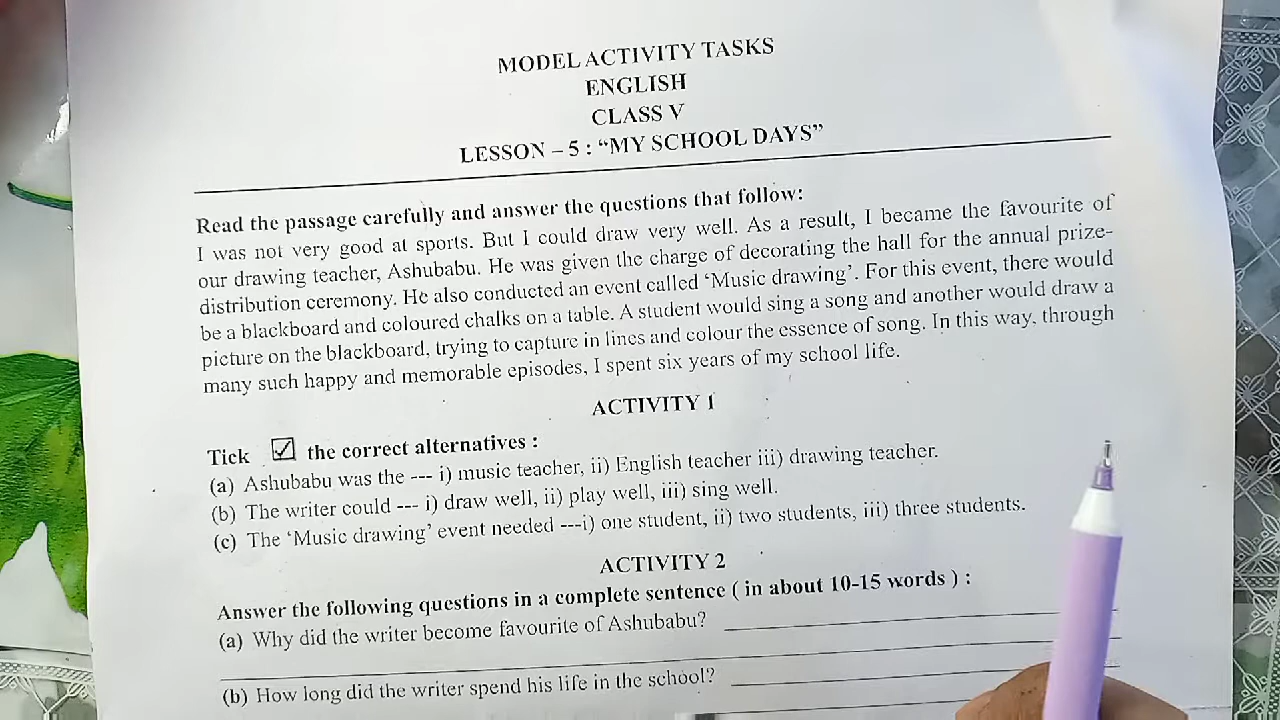 MODEL ACTIVITY TASKS
ENGLISH
CLASS V
LESSON – 5 : “MY SCHOOL DAYS”
Read the passage carefully and answer the questions that follow:
I was not very good at sports. But I could draw very well. As a result, I became the favourite of
our drawing teacher, Ashubabu. He was given the charge of decorating the hall for the annual prize-
distribution ceremony. He also conducted an event called ‘Music drawing’. For this event, there would
be a blackboard and coloured chalks on a table. A student would sing a song and another would draw a
picture on the blackboard, trying to capture in lines and colour the essence of song. In this way, through
many such happy and memorable episodes, I spent six years of my school life.
ACTIVITY 1
Tick ☑ the correct alternatives :
(a) Ashubabu was the --- i) music teacher, ii) English teacher iii) drawing teacher.
(b) The writer could --- i) draw well, ii) play well, iii) sing well.
(c) The ‘Music drawing’ event needed ---i) one student, ii) two students, iii) three students.
ACTIVITY 2
Answer the following questions in a complete sentence ( in about 10-15 words ) :
(a) Why did the writer become favourite of Ashubabu?
(b) How long did the writer spend his life in the school?